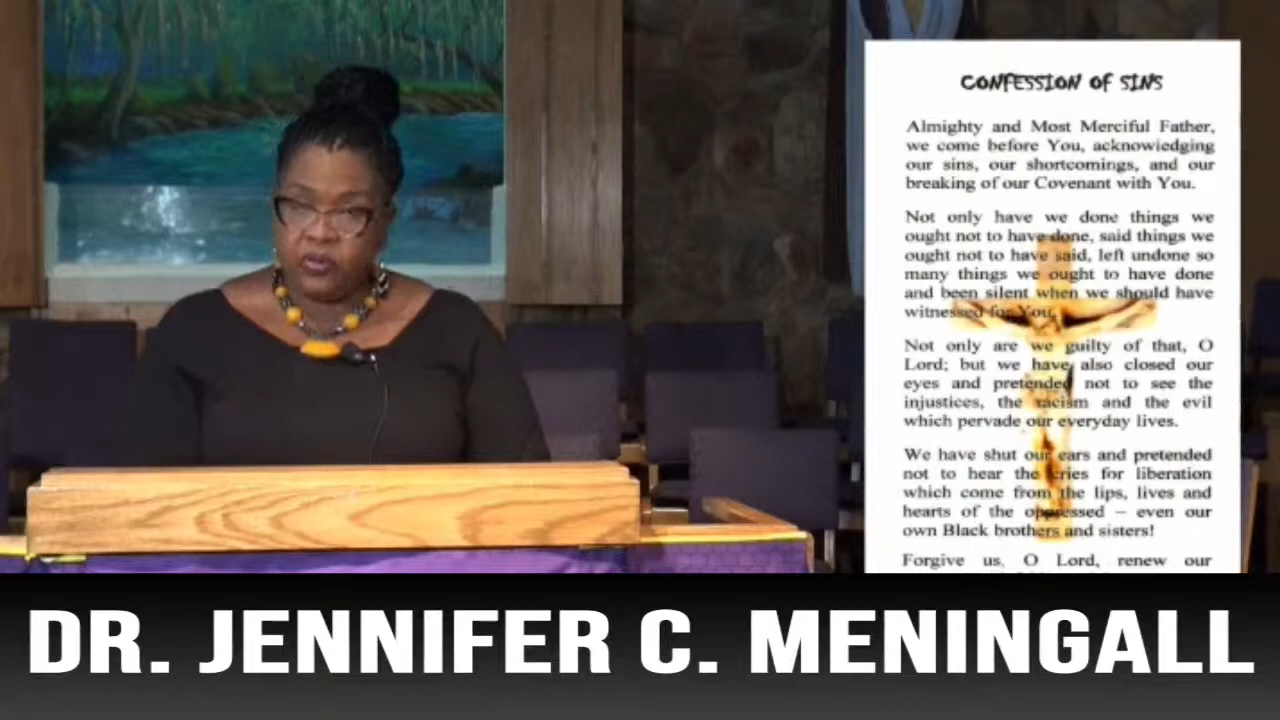 CONFESSION OF SINS
Almighty and Most Merciful Father,
we come before You, acknowledging
our sins, our shortcomings, and our
breaking of our Covenant with You.
Not only have we done things we
ought not to have done, said things we
ought not to have said, left undone so
many things we ought to have done
and been silent when we should have
witnessed for You.
Not only are we guilty of that, O
Lord; but we have also closed our
eyes and pretended not to see the
injustices, the racism and the evil
which pervade our everyday lives.
We have shut our ears and pretended
not to hear the cries for liberation
which come from the lips, lives and
hearts of the oppressed – even our
own Black brothers and sisters!
Forgive us, O Lord, renew our
DR. JENNIFER C. MENINGALL